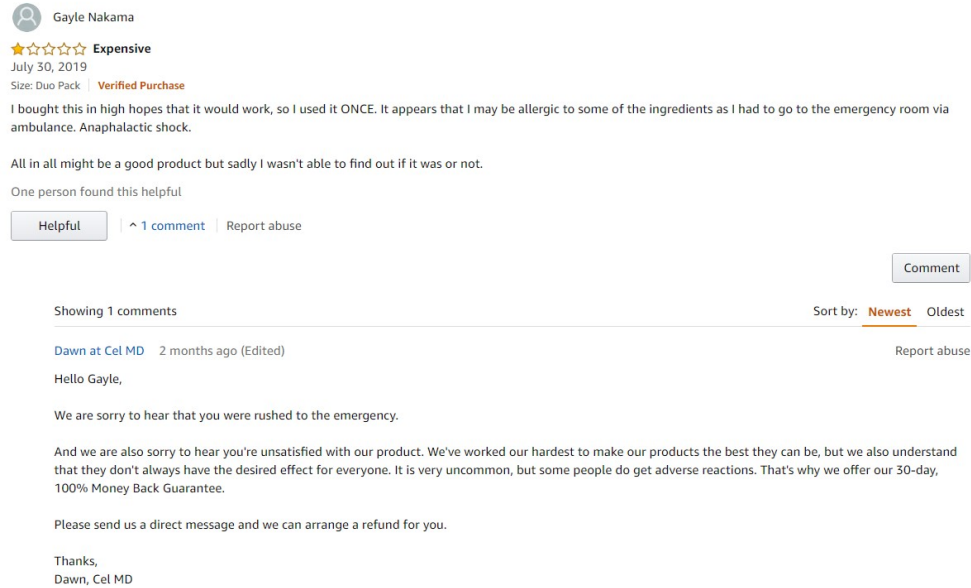 Gayle Nakama
Expensive
July 30, 2019
Size: Duo Pack Verified Purchase
I bought this in high hopes that it would work, so I used it ONCE. It appears that I may be allergic to some of the ingredients as I had to go to the emergency room via
ambulance. Anaphalactic shock.
All in all might be a good product but sadly I wasn't able to find out if it was or not.
One person found this helpful
Helpful 1 comment Report abuse
Comment
Showing 1 comments Sort by: Newest Oldest
Dawn at Cel MD 2 months ago (Edited) Report abuse
Hello Gayle,
We are sorry to hear that you were rushed to the emergency.
And we are also sorry to hear you're unsatisfied with our product. We've worked our hardest to make our products the best they can be, but we also understand
that they don't always have the desired effect for everyone. It is very uncommon, but some people do get adverse reactions. That's why we offer our 30-day,
100% Money Back Guarantee.
Please send us a direct message and we can arrange a refund for you.
Thanks,
Dawn, Cel MD